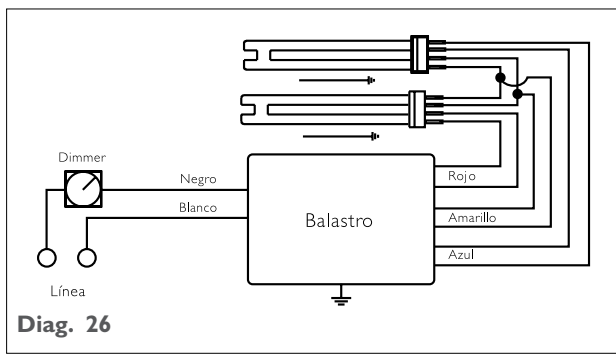 Dimmer
Negro
Blanco
Balastro
Rojo
Amarillo
Azul
Línea
Diag. 26